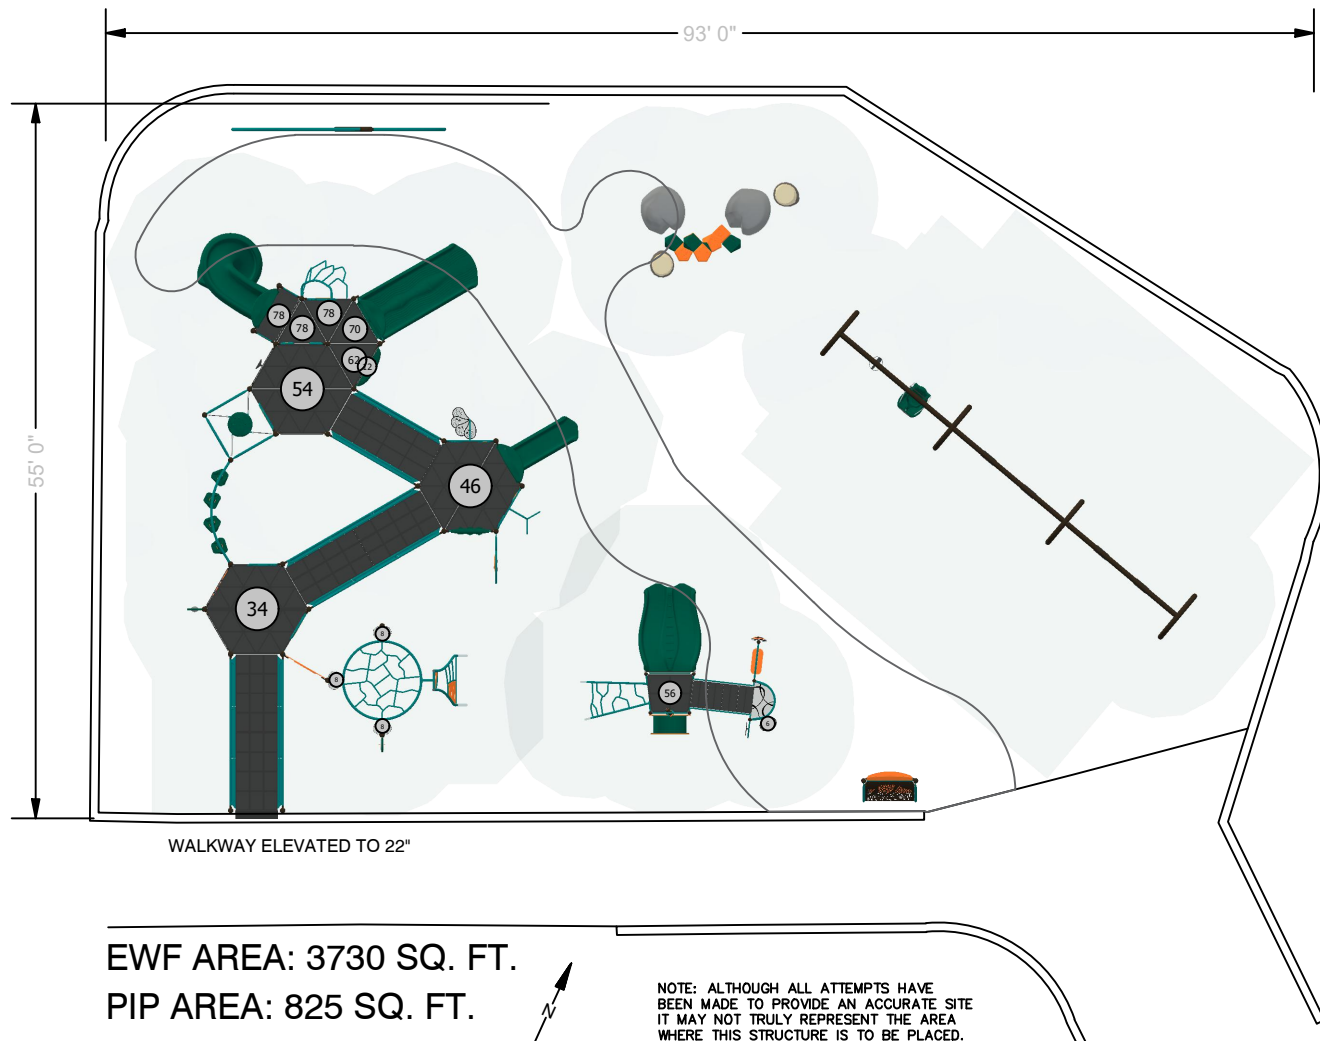 93' 0"
55' 0"
78
78
78
70
62
22
54
46
34
8
8
8
56
6
WALKWAY ELEVATED TO 22"
EWF AREA: 3730 SQ. FT.
PIP AREA: 825 SQ. FT.
N
NOTE: ALTHOUGH ALL ATTEMPTS HAVE
BEEN MADE TO PROVIDE AN ACCURATE SITE
IT MAY NOT TRULY REPRESENT THE AREA
WHERE THIS STRUCTURE IS TO BE PLACED.